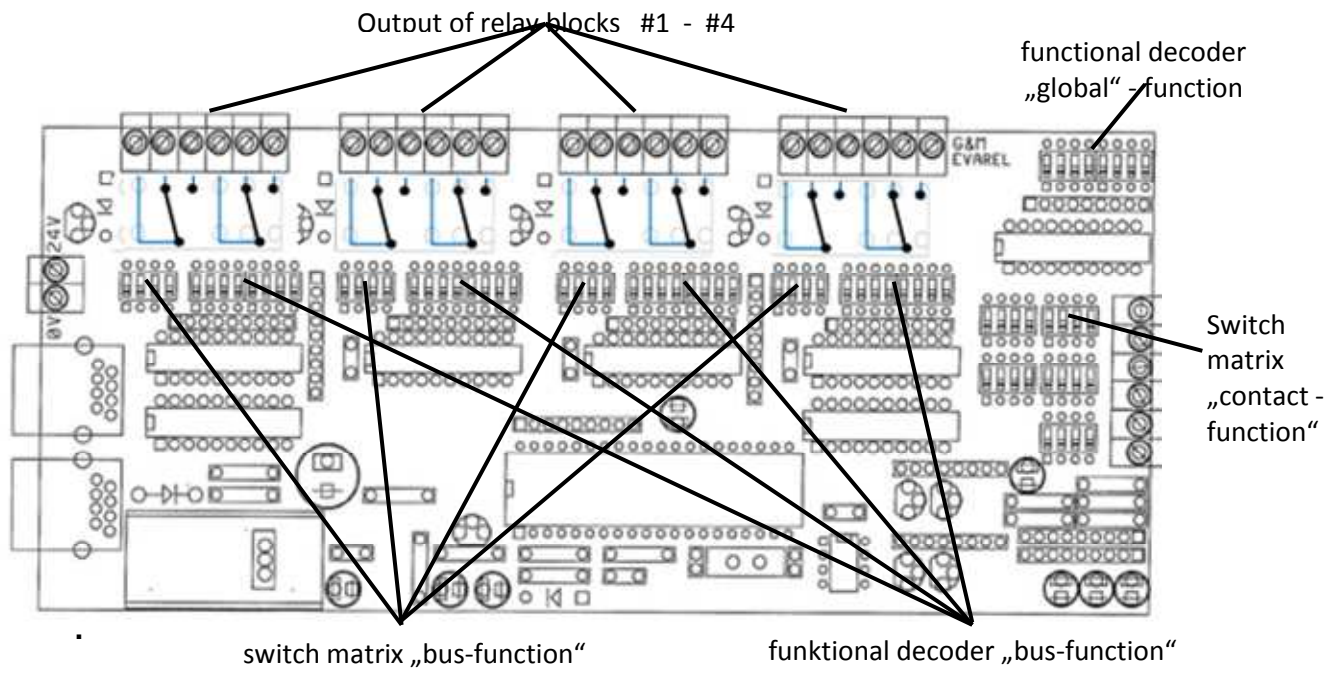 Output of relay blocks #1 - #4
functional decoder
„global“ - function
G&M
EVAREL
24V
0V
Switch
matrix
„contact -
function“
switch matrix „bus-function“
funktional decoder „bus-function“